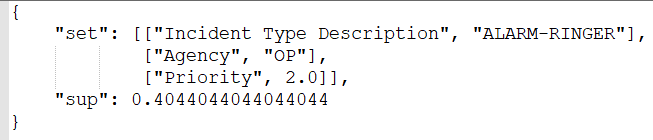 {
"set": [["Incident Type Description", "ALARM-RINGER"],
["Agency", "OP"],
["Priority", 2.0]],
"sup": 0.4044044044044044
}